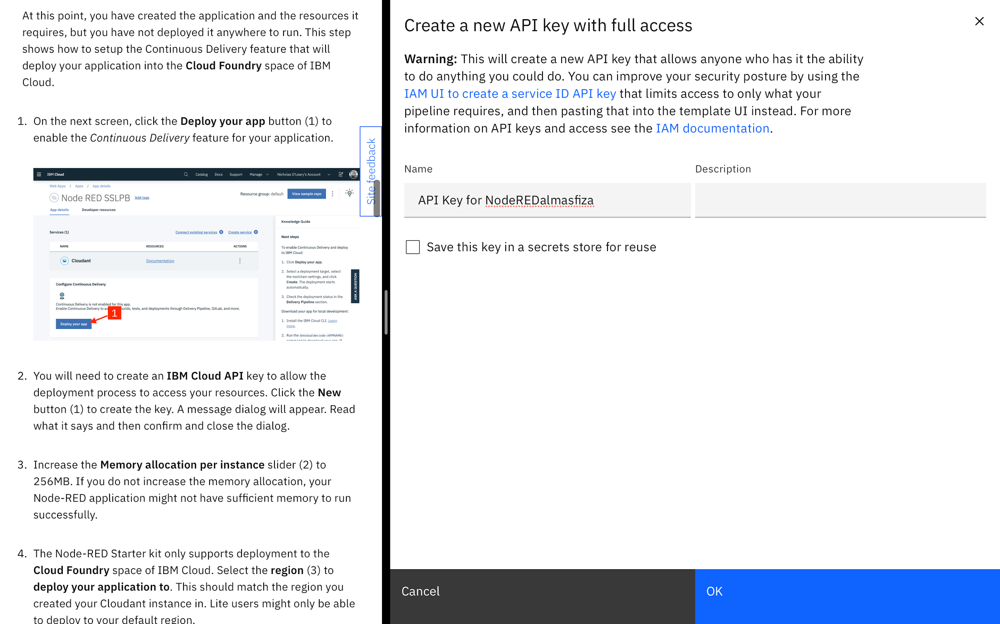 At this point, you have created the application and the resources it
requires, but you have not deployed it anywhere to run. This step
shows how to setup the Continuous Delivery feature that will
deploy your application into the Cloud Foundry space of IBM
Cloud.
1. On the next screen, click the Deploy your app button (1) to
enable the Continuous Delivery feature for your application.
IBM Cloud
Catalog Docs Support Manage Nicholas O'Leary's Account
Web Apps / Apps / App details
Node RED SSLPB Add tags
Resource group: default View sample repo
App details Developer resources
Services (1) Connect existing services Create service
NAME RESOURCES ACTIONS
Cloudant Documentation
Configure Continuous Delivery
Continuous Delivery is not enabled for this app.
Enable Continuous Delivery to au uilds, tests, and deployments through Delivery Pipeline, GitLab, and more.
1
Deploy your app
Knowledge Guide
Next steps
To enable Continuous Delivery and deploy
to IBM Cloud:
1. Click Deploy your app.
2. Select a deployment target, select
the toolchain settings, and click
Create. The deployment starts
automatically.
3. Check the deployment status in the
Delivery Pipeline section.
Download your app for local development:
1. Install the IBM Cloud CLI. Learn
more.
2. Run the ibmcloud dev code <APPNAME>
ASK A QUESTION
Site feedback
2. You will need to create an IBM Cloud API key to allow the
deployment process to access your resources. Click the New
button (1) to create the key. A message dialog will appear. Read
what it says and then confirm and close the dialog.
3. Increase the Memory allocation per instance slider (2) to
256MB. If you do not increase the memory allocation, your
Node-RED application might not have sufficient memory to run
successfully.
4. The Node-RED Starter kit only supports deployment to the
Cloud Foundry space of IBM Cloud. Select the region (3) to
deploy your application to. This should match the region you
created your Cloudant instance in. Lite users might only be able
to deploy to your default region.
Create a new API key with full access
Warning: This will create a new API key that allows anyone who has it the ability
to do anything you could do. You can improve your security posture by using the
IAM UI to create a service ID API key that limits access to only what your
pipeline requires, and then pasting that into the template UI instead. For more
information on API keys and access see the IAM documentation.
Name Description
API Key for NodeREDalmasfiza
Save this key in a secrets store for reuse
Cancel OK